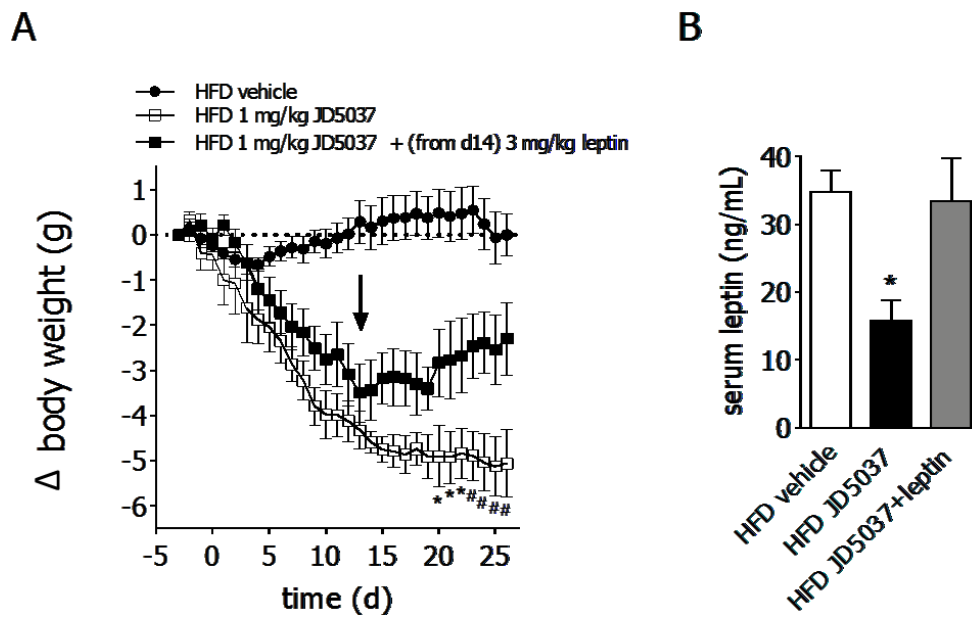 A
HFD vehicle
HFD 1 mg/kg JD5037
HFD 1 mg/kg JD5037 + (from d14) 3 mg/kg leptin
Δ body weight (g)
1
0
-1
-2
-3
-4
-5
-6
* * * # # # #
-5 0 5 10 15 20 25
time (d)
B
serum leptin (ng/mL)
40
30
20
10
0
*
HFD vehicle
HFD JD5037
HFD JD5037+leptin